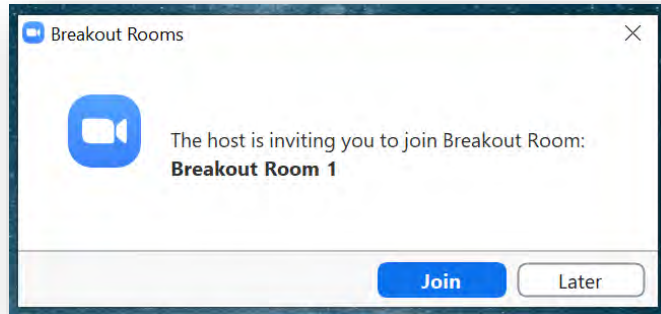 Breakout Rooms
The host is inviting you to join Breakout Room:
Breakout Room 1
Join
Later